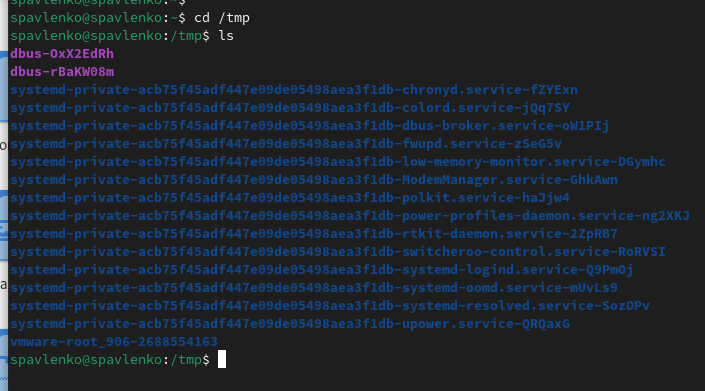 spavlenko@spavlenko:~$
spavlenko@spavlenko:~$ cd /tmp
spavlenko@spavlenko:/tmp$ ls
dbus-OxX2EdRh
dbus-rBaKW08m
systemd-private-acb75f45adf447e09de05498aea3f1db-chronyd.service-fZYExn
systemd-private-acb75f45adf447e09de05498aea3f1db-colord.service-jQq7SY
systemd-private-acb75f45adf447e09de05498aea3f1db-dbus-broker.service-oW1PIj
systemd-private-acb75f45adf447e09de05498aea3f1db-fwupd.service-zSeG5v
systemd-private-acb75f45adf447e09de05498aea3f1db-low-memory-monitor.service-DGymhc
systemd-private-acb75f45adf447e09de05498aea3f1db-ModemManager.service-GhkAwn
systemd-private-acb75f45adf447e09de05498aea3f1db-polkit.service-haJjw4
systemd-private-acb75f45adf447e09de05498aea3f1db-power-profiles-daemon.service-ng2XKJ
systemd-private-acb75f45adf447e09de05498aea3f1db-rtkit-daemon.service-2ZpRB7
systemd-private-acb75f45adf447e09de05498aea3f1db-switcheroo-control.service-RoRVSI
systemd-private-acb75f45adf447e09de05498aea3f1db-systemd-logind.service-Q9PmOj
systemd-private-acb75f45adf447e09de05498aea3f1db-systemd-oomd.service-mUvLs9
systemd-private-acb75f45adf447e09de05498aea3f1db-systemd-resolved.service-SozOPv
systemd-private-acb75f45adf447e09de05498aea3f1db-upower.service-QRQaxG
vmware-root_906-2688554163
spavlenko@spavlenko:/tmp$